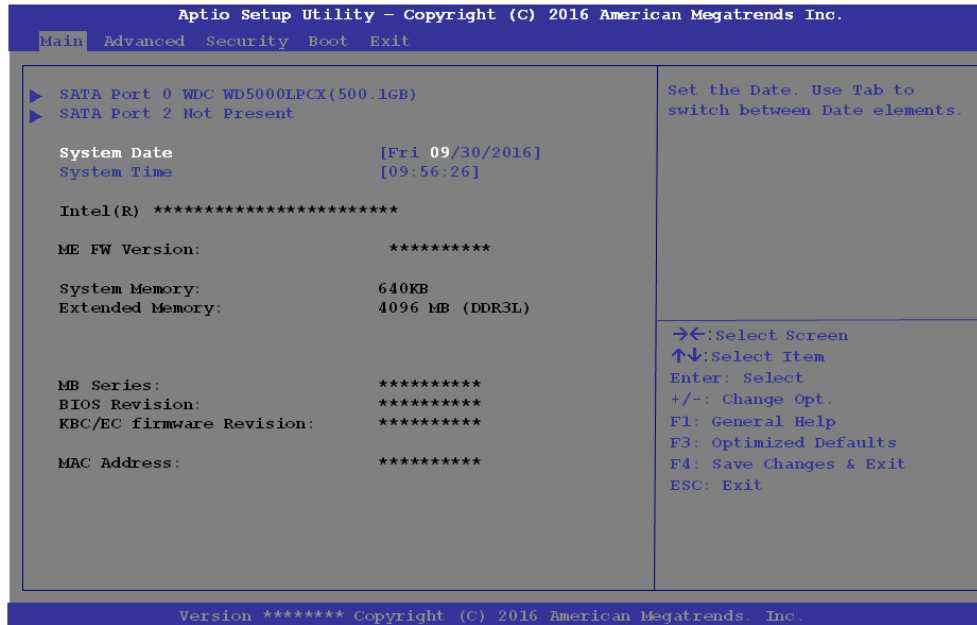 Aptio Setup Utility – Copyright (C) 2016 American Megatrends Inc.
Main Advanced Security Boot Exit
▶ SATA Port 0 WDC WD5000LPCX(500.1GB)
▶ SATA Port 2 Not Present
System Date [Fri 09/30/2016]
System Time [09:56:26]
Intel(R) ************************
ME FW Version: **********
System Memory: 640KB
Extended Memory: 4096 MB (DDR3L)
MB Series: **********
BIOS Revision: **********
KBC/EC firmware Revision: **********
MAC Address: **********
Set the Date. Use Tab to
switch between Date elements.
→←:Select Screen
↑↓:Select Item
Enter: Select
+/-: Change Opt.
F1: General Help
F3: Optimized Defaults
F4: Save Changes & Exit
ESC: Exit
Version ******** Copyright (C) 2016 American Megatrends. Inc.